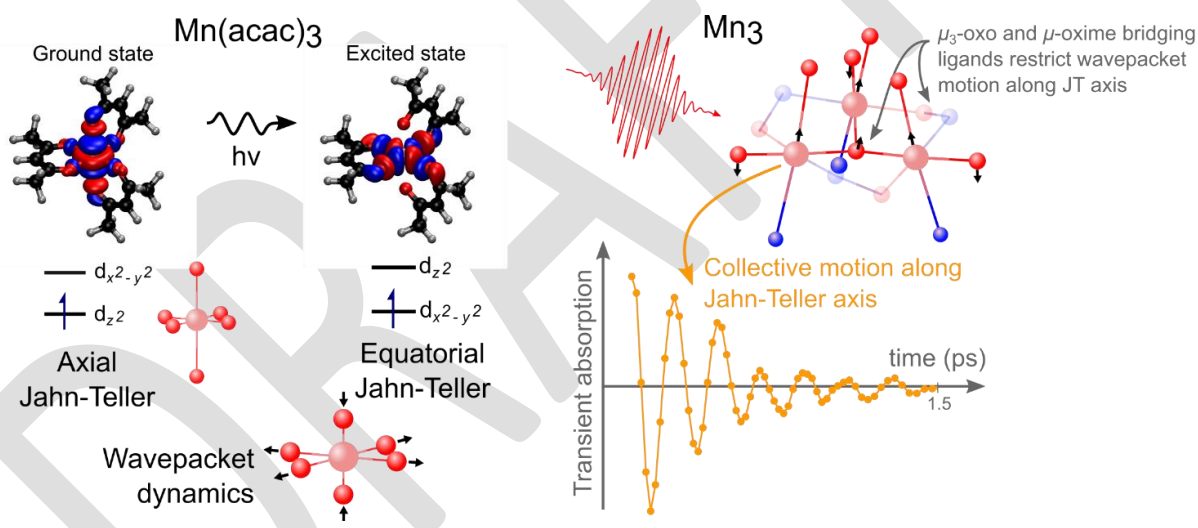 Mn(acac)3
Ground state
Excited state
hν
dx²-y²
dz²
dz²
dx²-y²
Axial
Jahn-Teller
Equatorial
Jahn-Teller
Wavepacket
dynamics
Mn3
μ3-oxo and μ-oxime bridging
ligands restrict wavepacket
motion along JT axis
Collective motion along
Jahn-Teller axis
Transient absorption
time (ps)
1.5
DRAFT